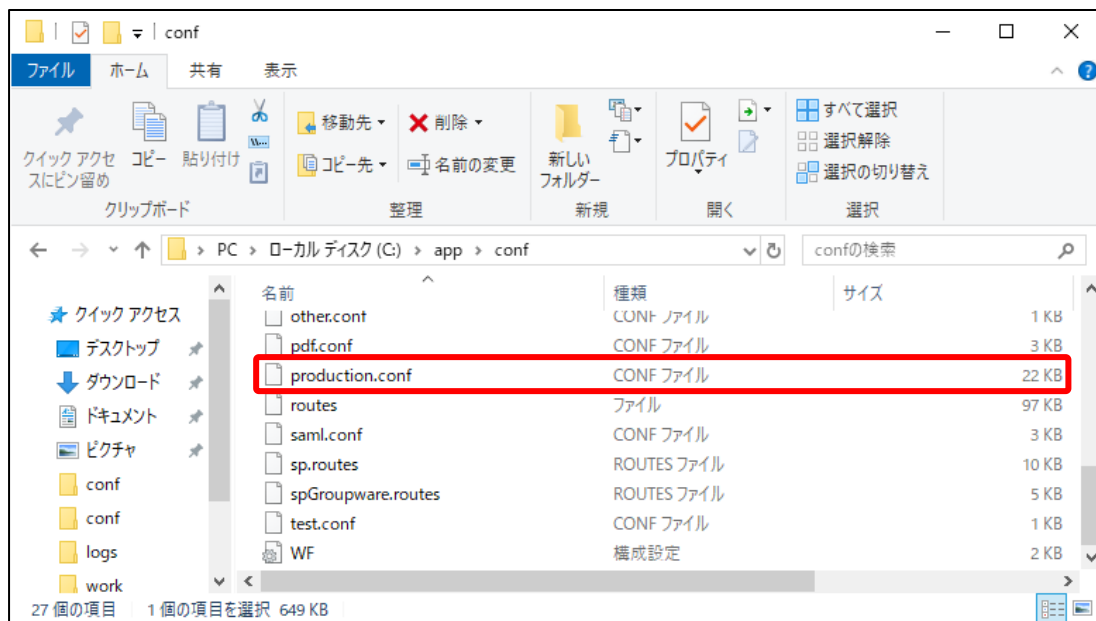 conf
ファイル ホーム 共有 表示
クイック アクセスにピン留め コピー 貼り付け
移動先 コピー先 削除 名前の変更
新しいフォルダー
プロパティ
すべて選択
選択解除
選択の切り替え
クリップボード 整理 新規 開く 選択
PC > ローカル ディスク (C:) > app > conf
confの検索
名前 種類 サイズ
クイック アクセス
デスクトップ
ダウンロード
ドキュメント
ピクチャ
conf
conf
logs
work
other.conf CONF ファイル 1 KB
pdf.conf CONF ファイル 3 KB
production.conf CONF ファイル 22 KB
routes ファイル 97 KB
saml.conf CONF ファイル 3 KB
sp.routes ROUTES ファイル 10 KB
spGroupware.routes ROUTES ファイル 5 KB
test.conf CONF ファイル 1 KB
WF 構成設定 2 KB
27 個の項目 1 個の項目を選択 649 KB